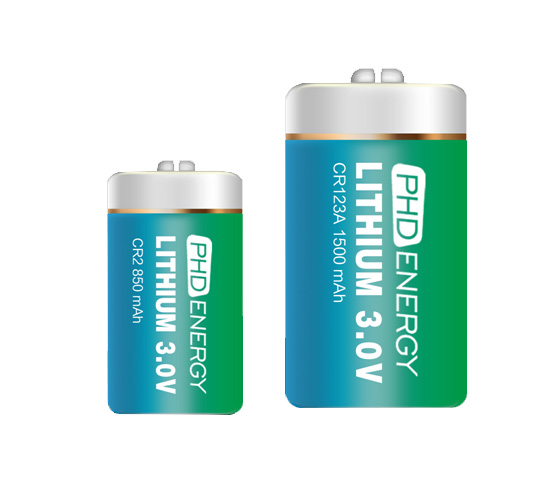 PHD ENERGY
LITHIUM 3.0V
CR2 850 mAh
PHD ENERGY
LITHIUM 3.0V
CR123A 1500 mAh